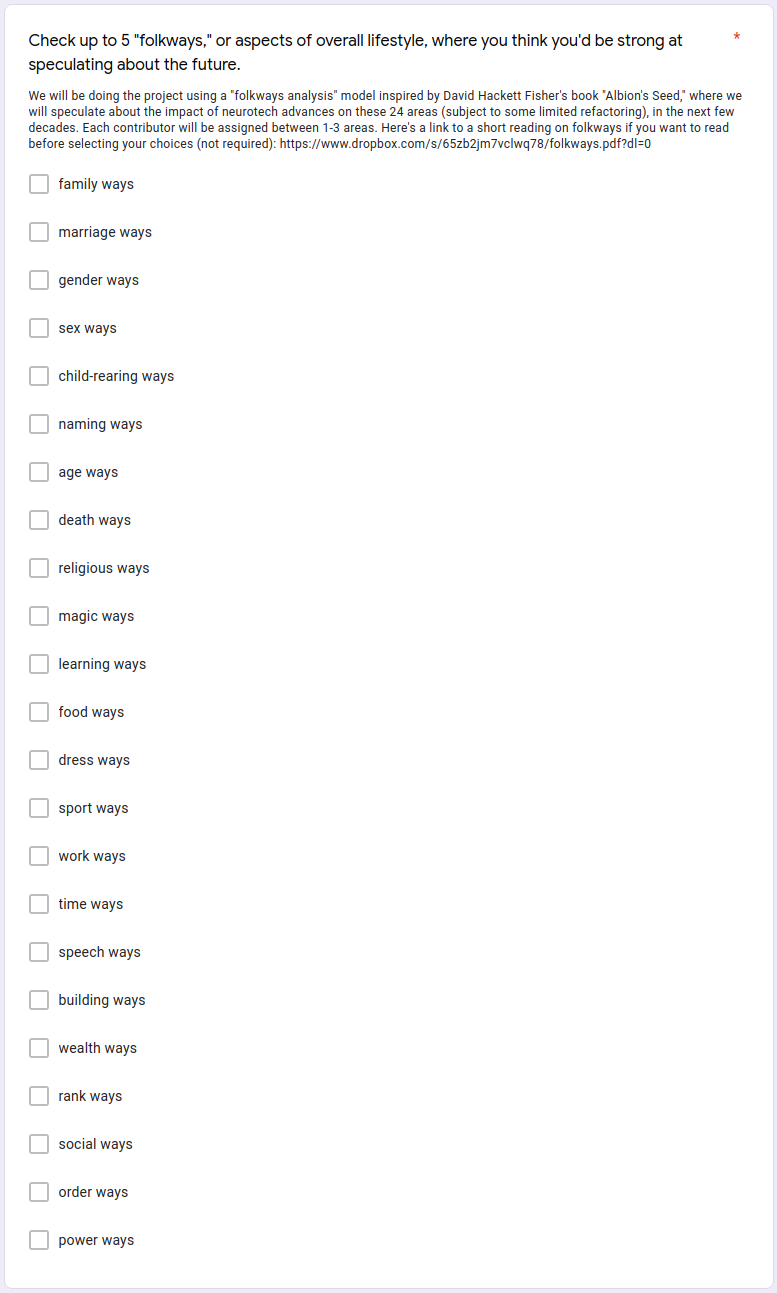 Check up to 5 "folkways," or aspects of overall lifestyle, where you think you'd be strong at *
speculating about the future.
We will be doing the project using a "folkways analysis" model inspired by David Hackett Fisher's book "Albion's Seed," where we
will speculate about the impact of neurotech advances on these 24 areas (subject to some limited refactoring), in the next few
decades. Each contributor will be assigned between 1-3 areas. Here's a link to a short reading on folkways if you want to read
before selecting your choices (not required): https://www.dropbox.com/s/65zb2jm7vclwq78/folkways.pdf?dl=0
family ways
marriage ways
gender ways
sex ways
child-rearing ways
naming ways
age ways
death ways
religious ways
magic ways
learning ways
food ways
dress ways
sport ways
work ways
time ways
speech ways
building ways
wealth ways
rank ways
social ways
order ways
power ways